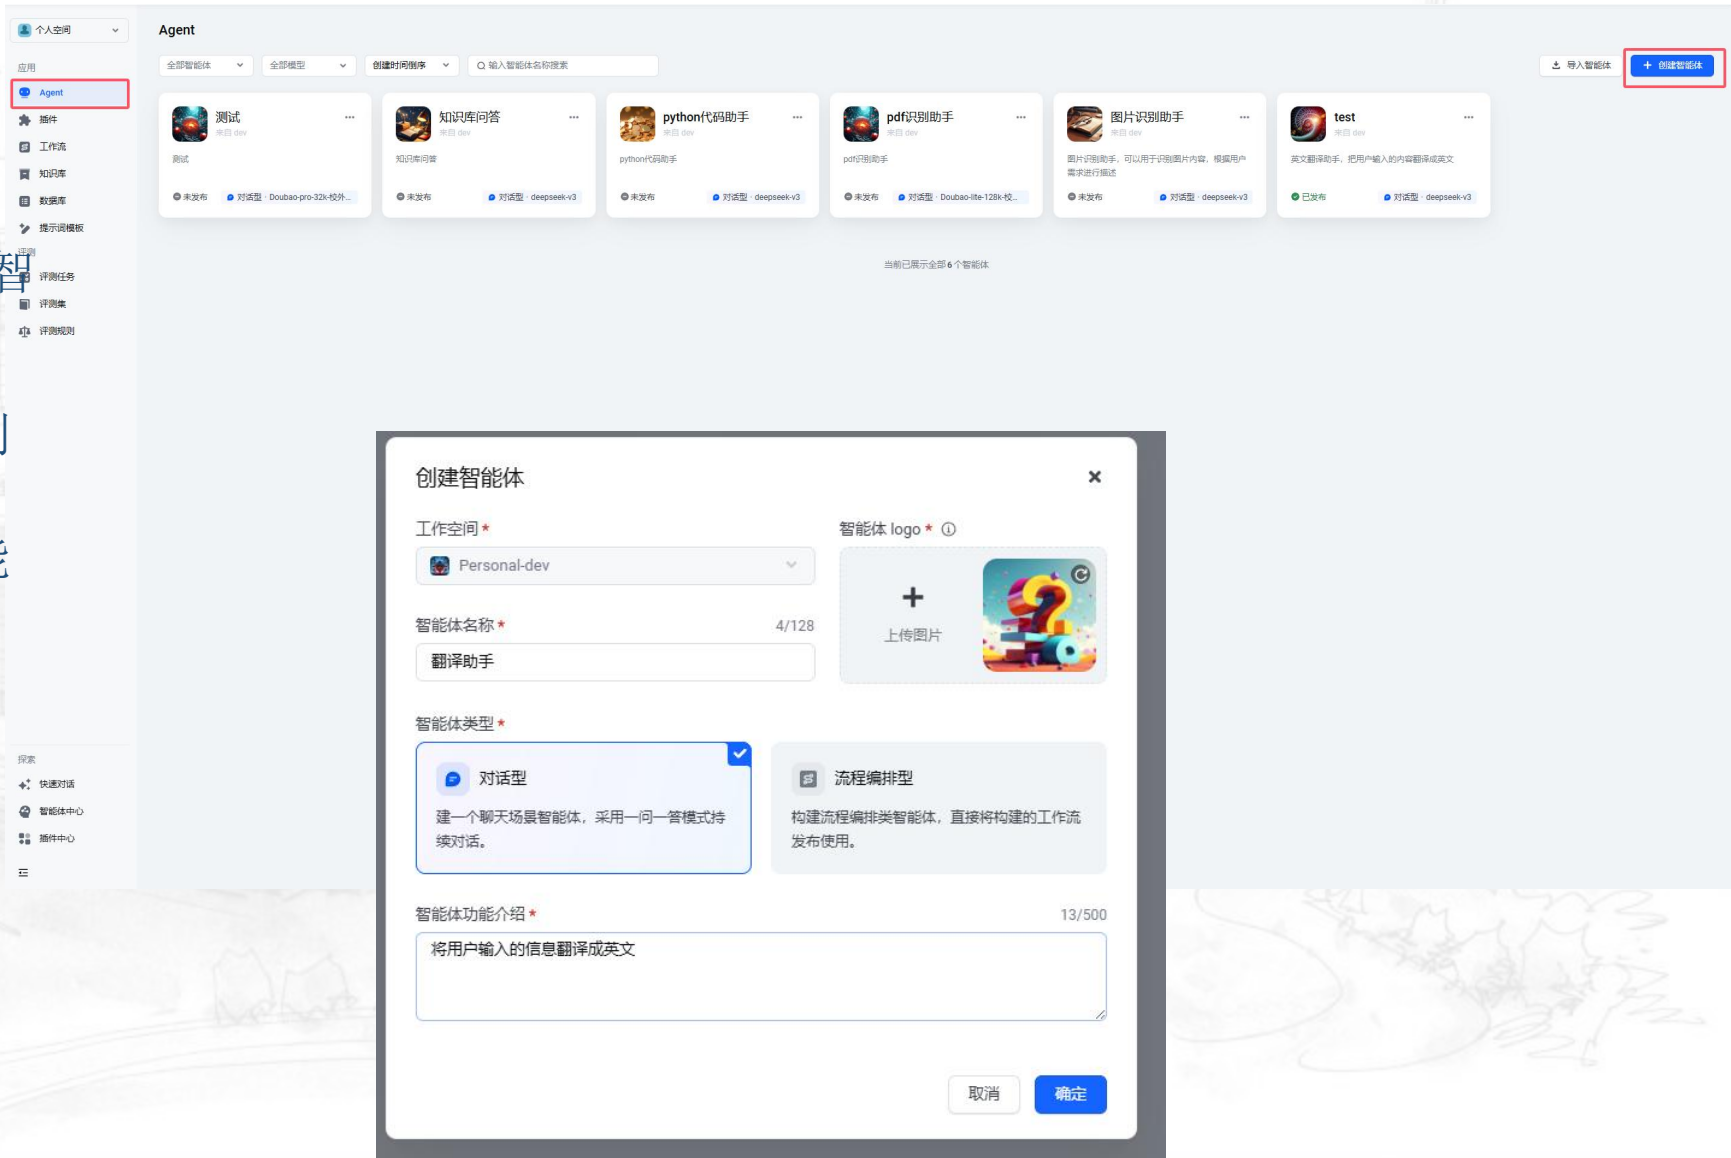 个人空间
应用
Agent
插件
工作流
知识库
数据库
提示词模板
评测
评测任务
评测集
评测规则
探索
快速对话
智能体中心
插件中心
智
能
Agent
全部智能体
全部模型
创建时间倒序
输入智能体名称搜索
导入智能体
+ 创建智能体
测试
来自 dev
测试
未发布
对话型 · Doubao-pro-32k-校外...
知识库问答
来自 dev
知识库问答
未发布
对话型 · deepseek-v3
python代码助手
来自 dev
python代码助手
未发布
对话型 · deepseek-v3
pdf识别助手
来自 dev
pdf识别助手
未发布
对话型 · Doubao-lite-128k-校...
图片识别助手
来自 dev
图片识别助手，可以用于识别图片内容，根据用户
需求进行描述
未发布
对话型 · deepseek-v3
test
来自 dev
英文翻译助手，把用户输入的内容翻译成英文
已发布
对话型 · deepseek-v3
当前已展示全部 6 个智能体
创建智能体
工作空间 *
Personal-dev
智能体 logo *
上传图片
智能体名称 *
4/128
翻译助手
智能体类型 *
对话型
建一个聊天场景智能体，采用一问一答模式持
续对话。
流程编排型
构建流程编排类智能体，直接将构建的工作流
发布使用。
智能体功能介绍 *
13/500
将用户输入的信息翻译成英文
取消
确定